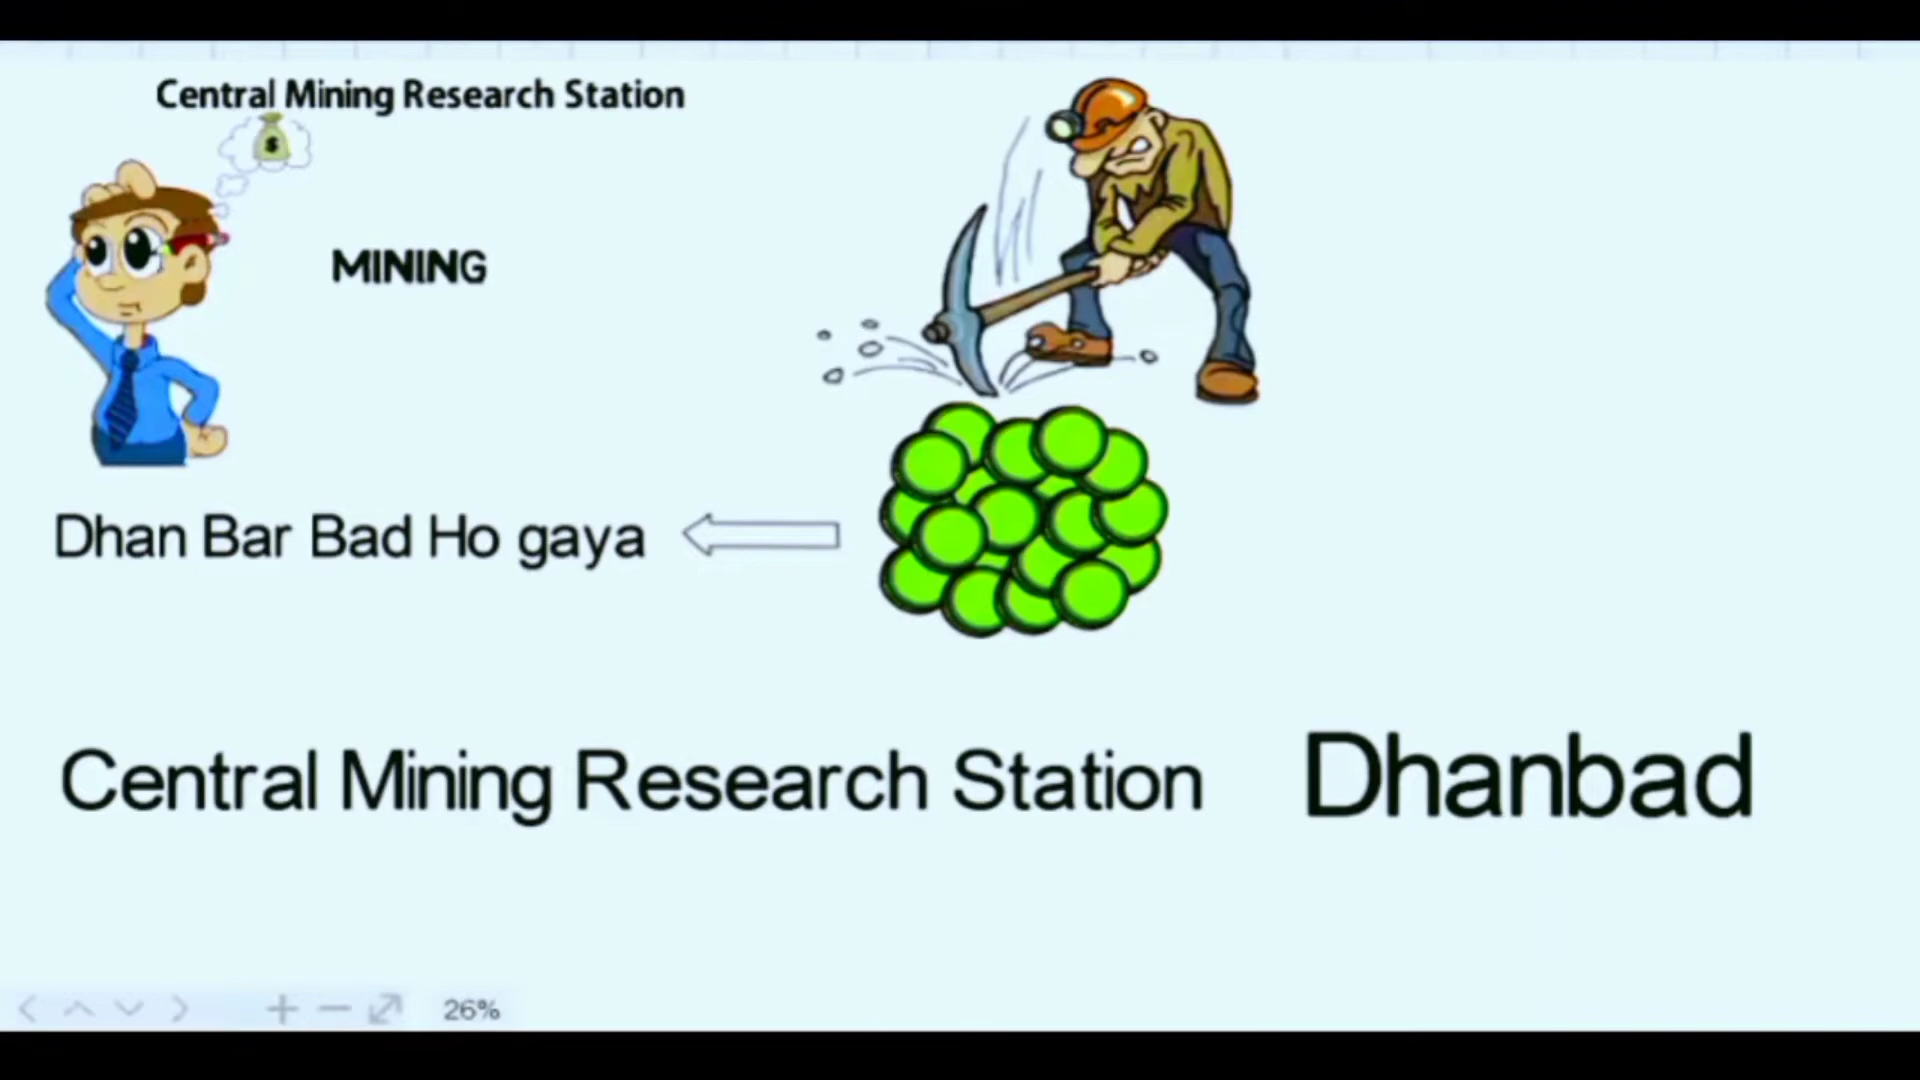 Central Mining Research Station
$
MINING
Dhan Bar Bad Ho gaya
Central Mining Research Station Dhanbad
26%